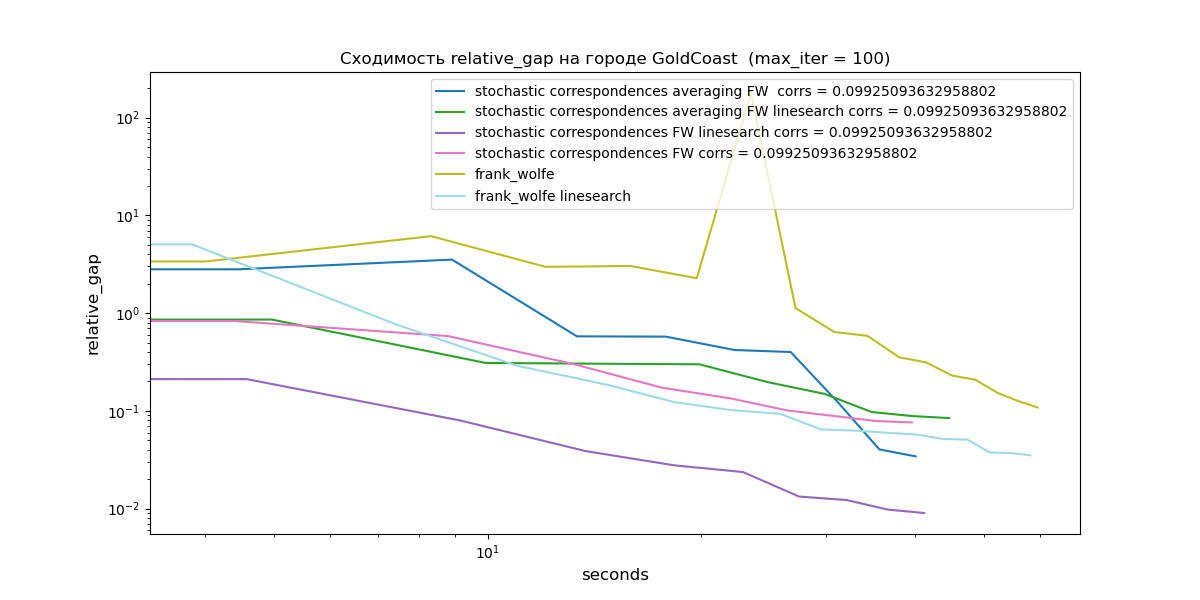 Сходимость relative_gap на городе GoldCoast  (max_iter = 100)
stochastic correspondences averaging FW  corrs = 0.09925093632958802
stochastic correspondences averaging FW linesearch corrs = 0.09925093632958802
stochastic correspondences FW linesearch corrs = 0.09925093632958802
stochastic correspondences FW corrs = 0.09925093632958802
frank_wolfe
frank_wolfe linesearch
relative_gap
10²
10¹
10⁰
10⁻¹
10⁻²
10¹
seconds